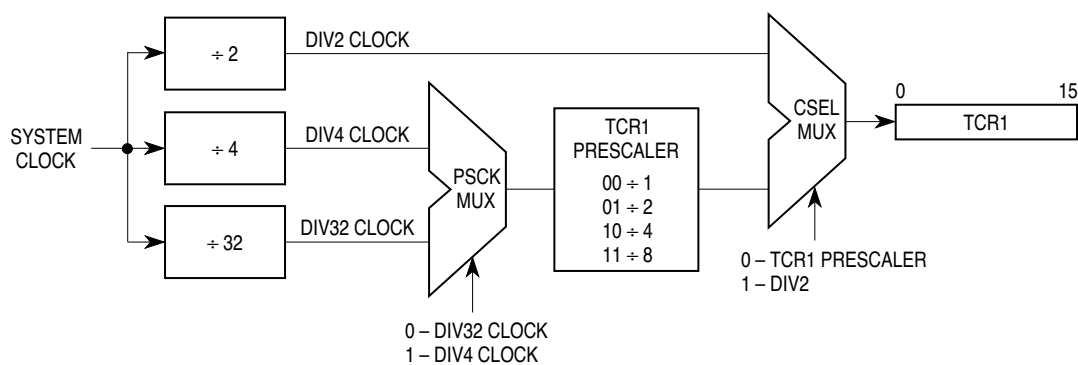 ÷ 2
DIV2 CLOCK
SYSTEM
CLOCK
÷ 4
DIV4 CLOCK
÷ 32
DIV32 CLOCK
PSCK
MUX
0 – DIV32 CLOCK
1 – DIV4 CLOCK
TCR1
PRESCALER
00 ÷ 1
01 ÷ 2
10 ÷ 4
11 ÷ 8
CSEL
MUX
0 – TCR1 PRESCALER
1 – DIV2
0 15
TCR1